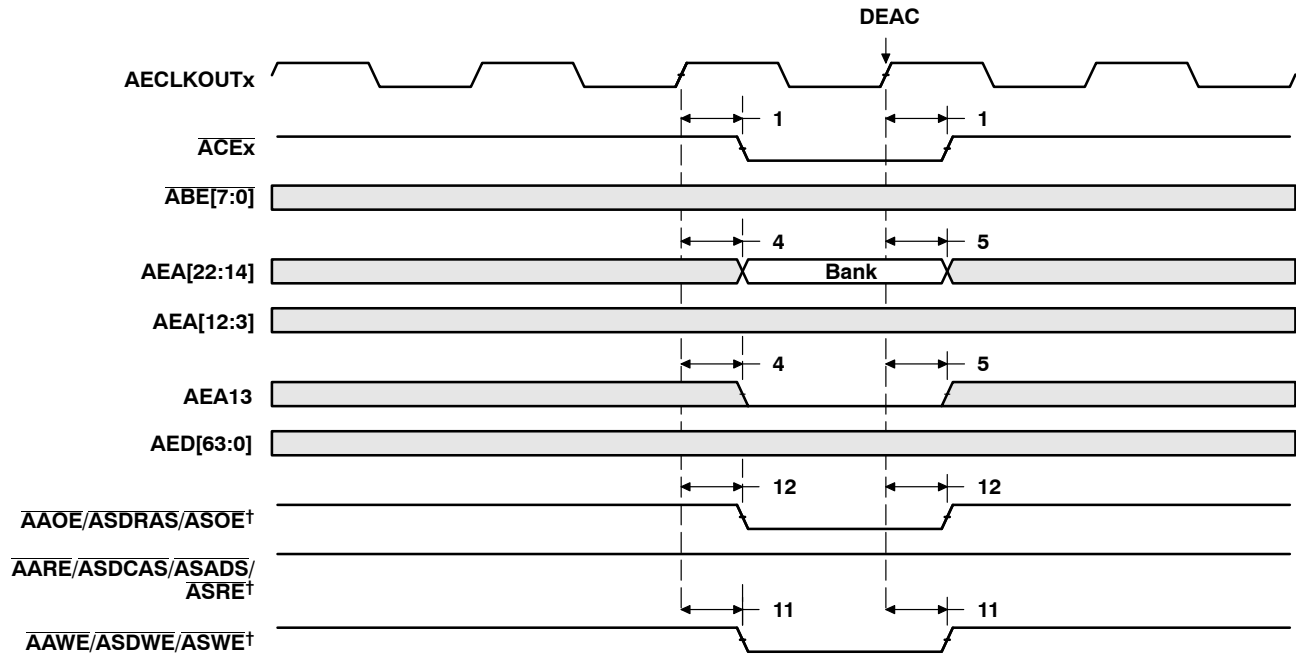 DEAC
AECLKOUTx
1 1
ACEx
ABE[7:0]
4 5
AEA[22:14] Bank
AEA[12:3]
4 5
AEA13
AED[63:0]
12 12
AAOE/ASDRAS/ASOE†
AARE/ASDCAS/ASADS/
ASRE†
11 11
AAWE/ASDWE/ASWE†